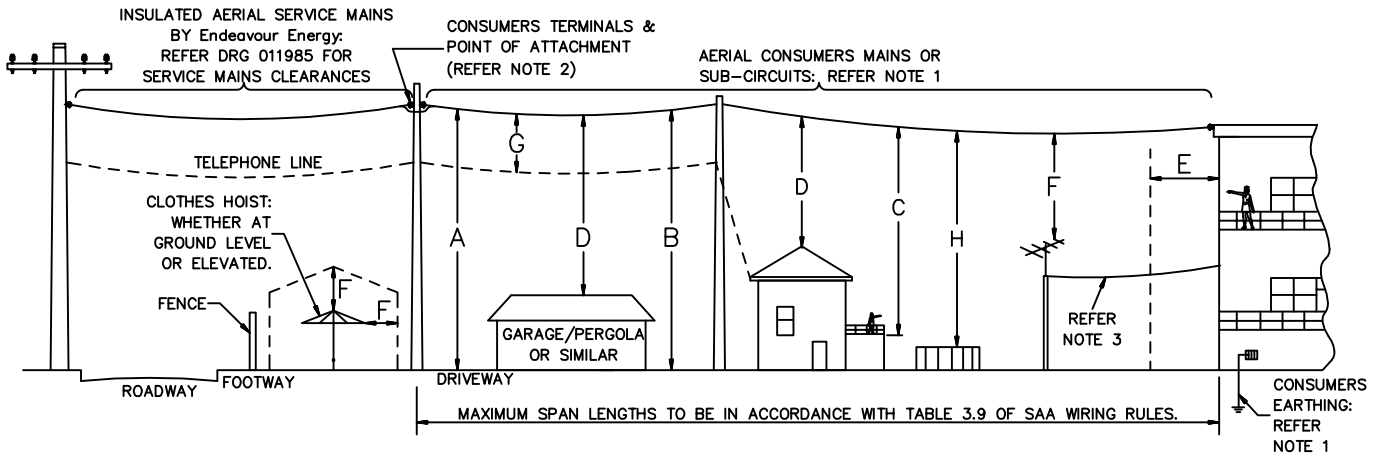 INSULATED AERIAL SERVICE MAINS
BY Endeavour Energy:
REFER DRG 011985 FOR
SERVICE MAINS CLEARANCES
CONSUMERS TERMINALS &
POINT OF ATTACHMENT
(REFER NOTE 2)
AERIAL CONSUMERS MAINS OR
SUB-CIRCUITS: REFER NOTE 1
TELEPHONE LINE
CLOTHES HOIST:
WHETHER AT
GROUND LEVEL
OR ELEVATED.
FENCE
F
F
A
G
D
B
D
C
H
F
E
GARAGE/PERGOLA
OR SIMILAR
REFER
NOTE 3
ROADWAY
FOOTWAY
DRIVEWAY
MAXIMUM SPAN LENGTHS TO BE IN ACCORDANCE WITH TABLE 3.9 OF SAA WIRING RULES.
CONSUMERS
EARTHING:
REFER
NOTE 1